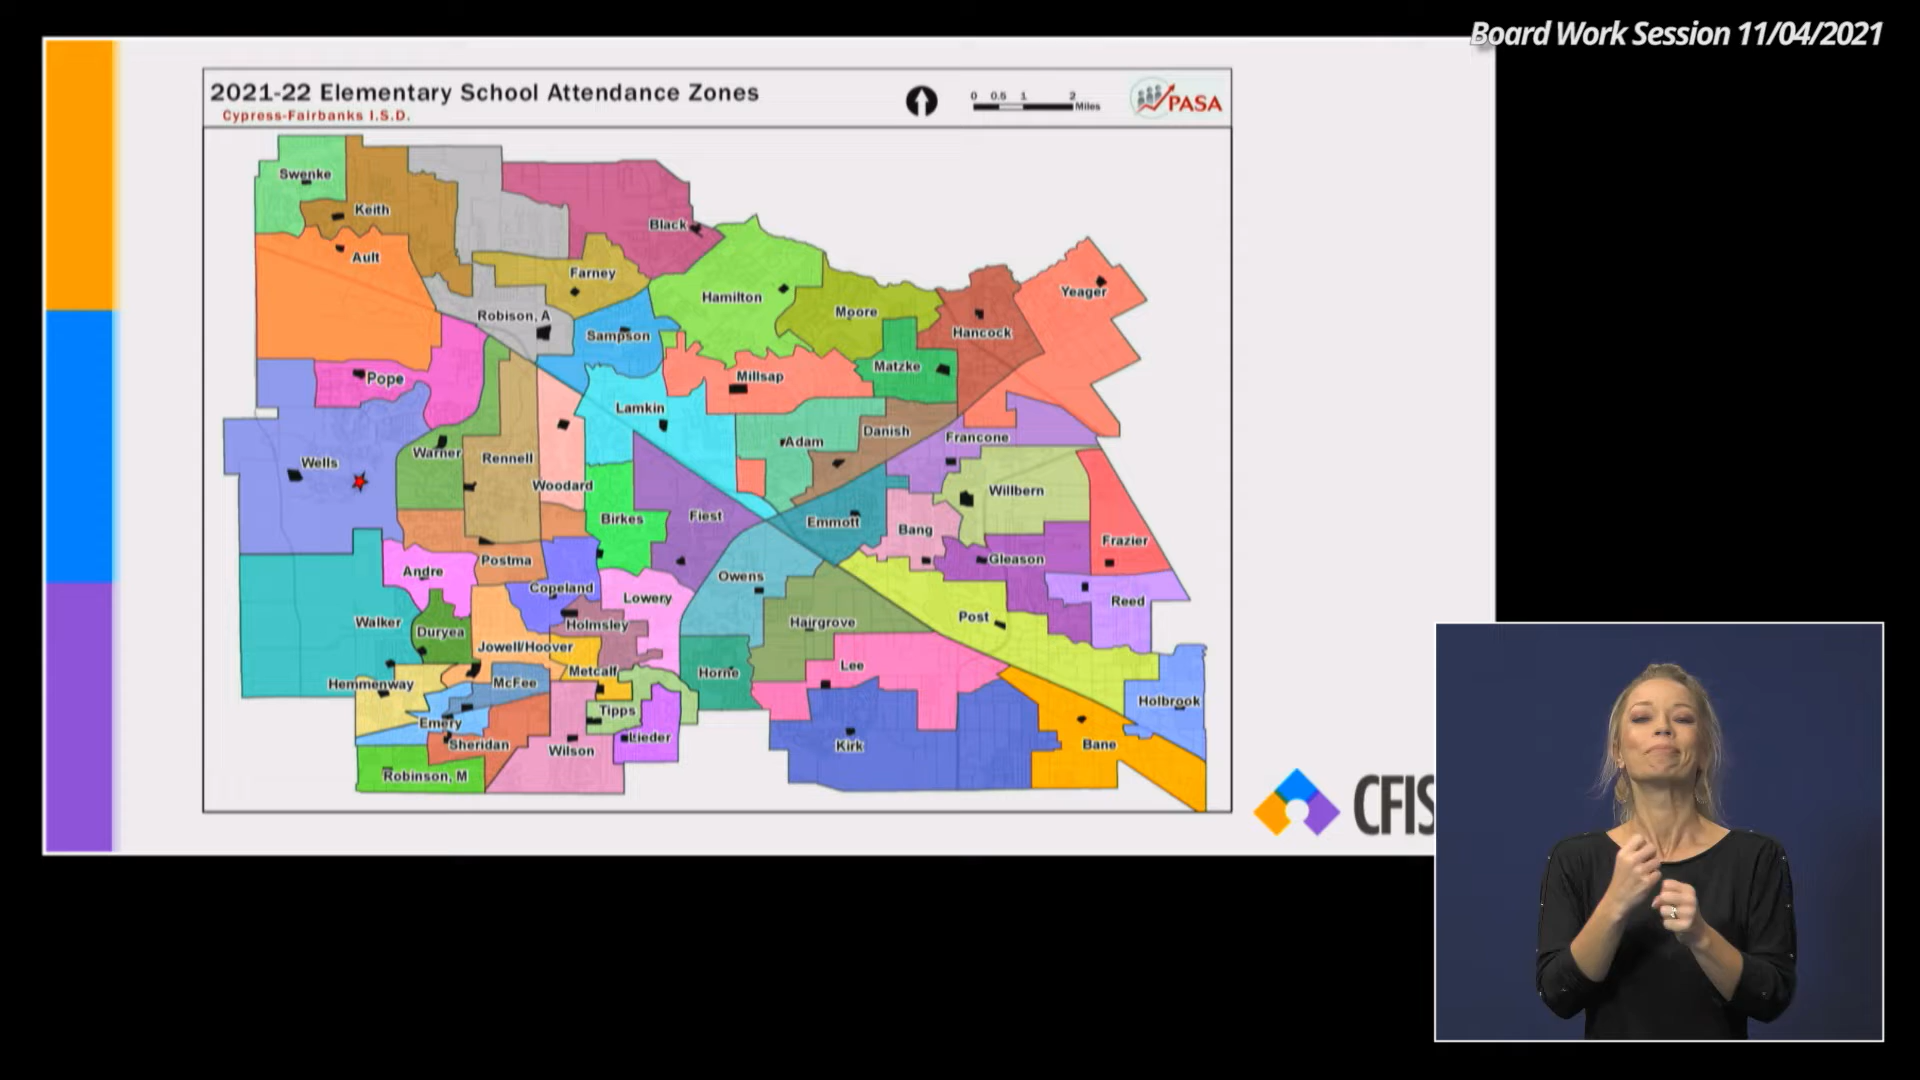 Board Work Session 11/04/2021
2021-22 Elementary School Attendance Zones
Cypress-Fairbanks I.S.D.
0 0.5 1 2
Miles
PASA
Swenke
Keith
Black
Ault
Farney
Hamilton
Yeager
Robison, A
Moore
Sampson
Hancock
Pope
Millsap
Matzke
Lamkin
Adam
Danish
Francone
Warner
Rennell
Wells
Woodard
Willbern
Birkes
Fiest
Emmott
Bang
Frazier
Postma
Gleason
Andre
Owens
Copeland
Lowery
Reed
Walker
Duryea
Holmsley
Hairgrove
Post
Jowell/Hoover
Metcalf
Horne
Lee
Hemmenway
McFee
Holbrook
Emery
Tipps
Sheridan
Wilson
Lieder
Kirk
Bane
Robinson, M
CFIS